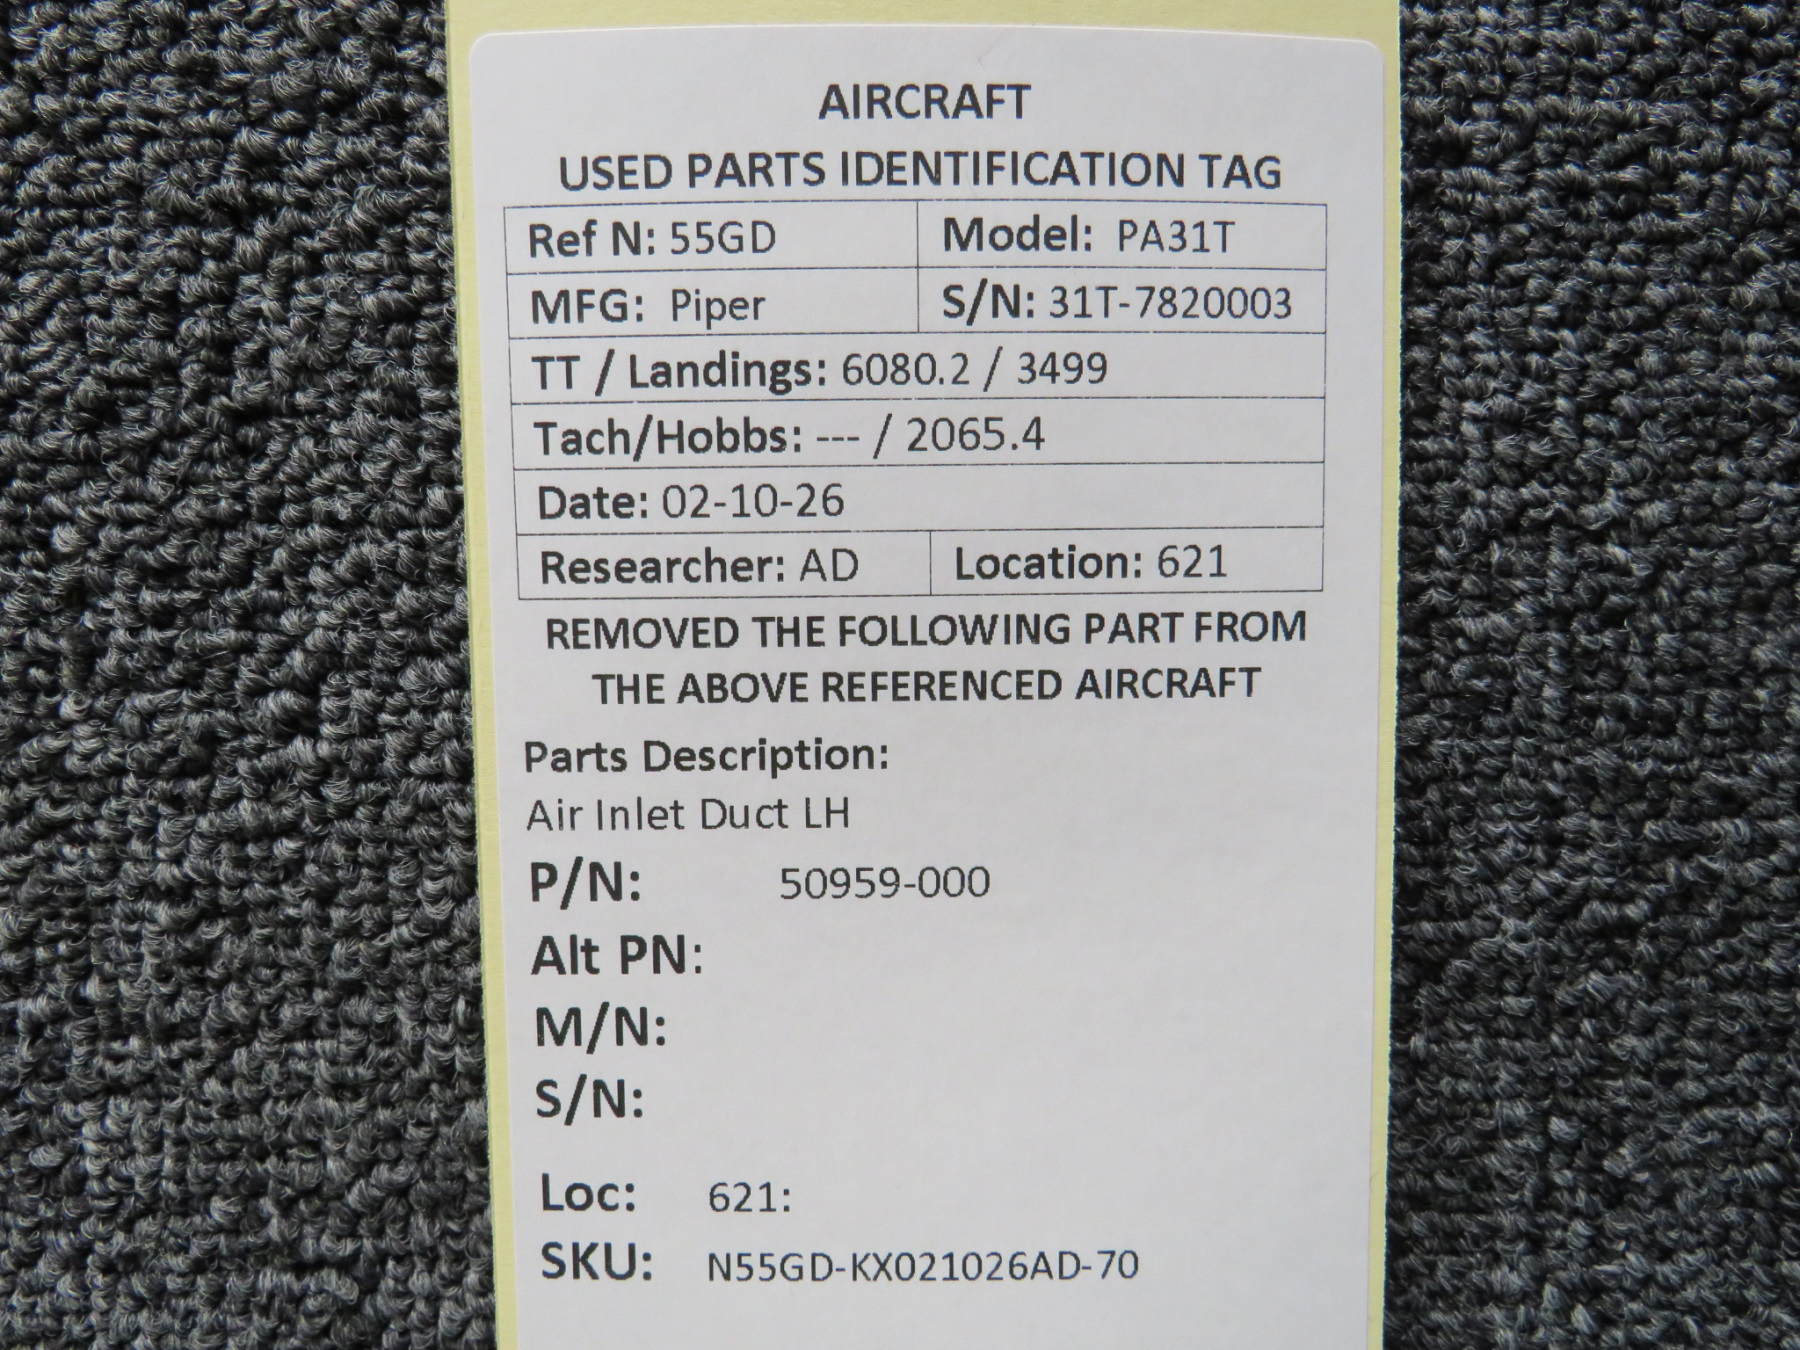 AIRCRAFT
USED PARTS IDENTIFICATION TAG
Ref N: 55GD Model: PA31T
MFG: Piper S/N: 31T-7820003
TT / Landings: 6080.2 / 3499
Tach/Hobbs: --- / 2065.4
Date: 02-10-26
Researcher: AD Location: 621
REMOVED THE FOLLOWING PART FROM
THE ABOVE REFERENCED AIRCRAFT
Parts Description:
Air Inlet Duct LH
P/N: 50959-000
Alt PN:
M/N:
S/N:
Loc: 621:
SKU: N55GD-KX021026AD-70